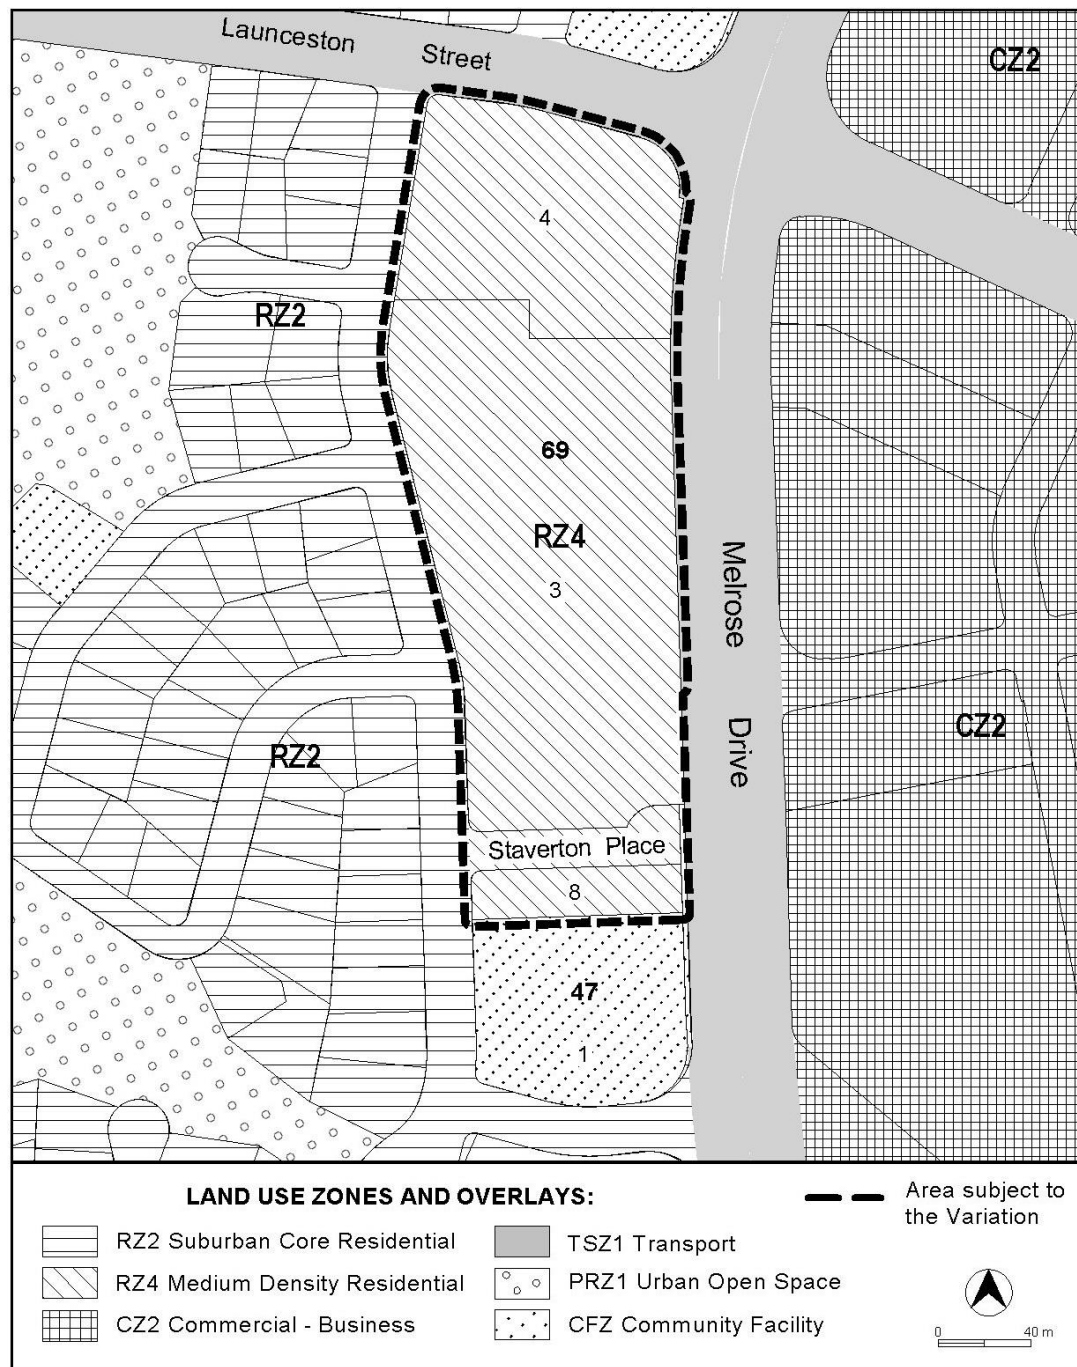 Launceston
Street
CZ2
4
RZ2
69
RZ4
3
Melrose
Drive
CZ2
RZ2
Staverton Place
8
47
1
LAND USE ZONES AND OVERLAYS:
RZ2 Suburban Core Residential
RZ4 Medium Density Residential
CZ2 Commercial - Business
TSZ1 Transport
PRZ1 Urban Open Space
CFZ Community Facility
Area subject to
the Variation
0 40 m